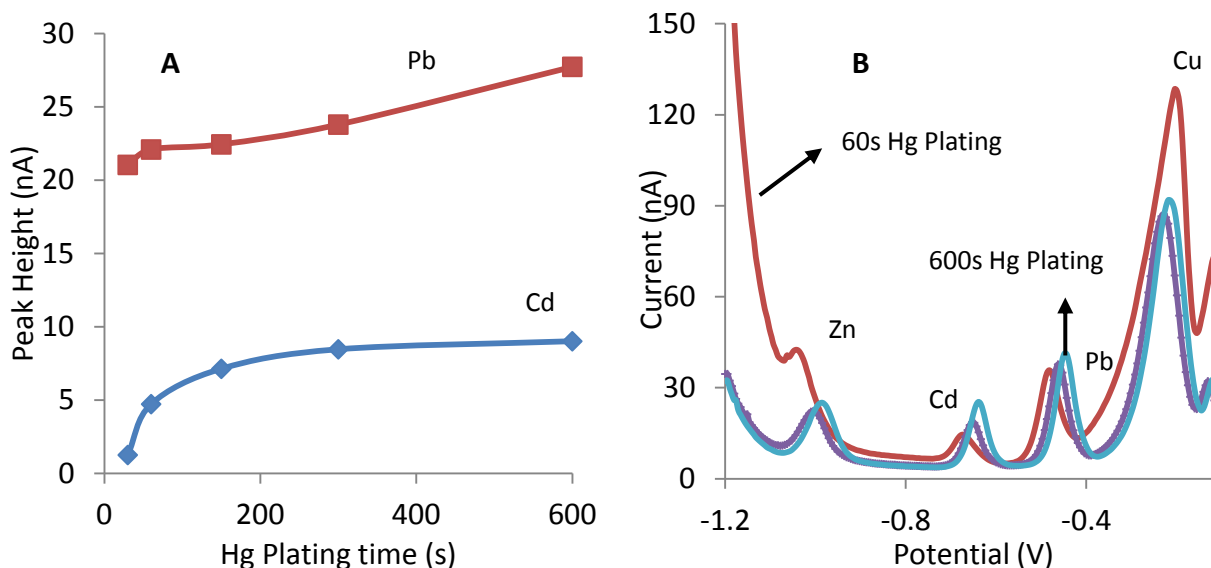 A
Pb
Cd
Peak Height (nA)
30
25
20
15
10
5
0
0
200
400
600
Hg Plating time (s)
B
Cu
60s Hg Plating
600s Hg Plating
Zn
Cd
Pb
Current (nA)
150
120
90
60
30
0
-1.2
-0.8
-0.4
Potential (V)